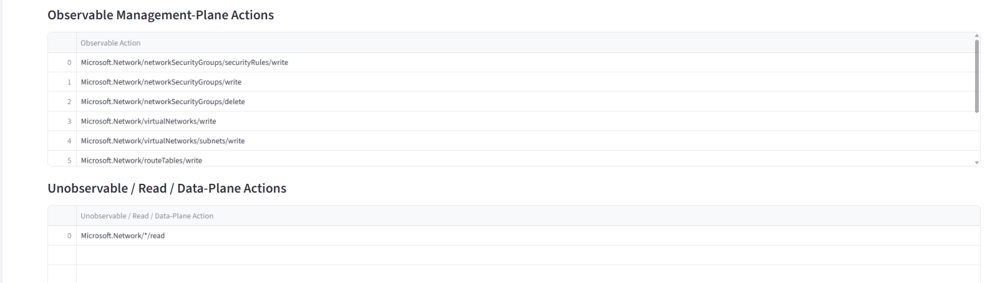 Observable Management-Plane Actions
Observable Action
0 Microsoft.Network/networkSecurityGroups/securityRules/write
1 Microsoft.Network/networkSecurityGroups/write
2 Microsoft.Network/networkSecurityGroups/delete
3 Microsoft.Network/virtualNetworks/write
4 Microsoft.Network/virtualNetworks/subnets/write
5 Microsoft.Network/routeTables/write
Unobservable / Read / Data-Plane Actions
Unobservable / Read / Data-Plane Action
0 Microsoft.Network/*/read